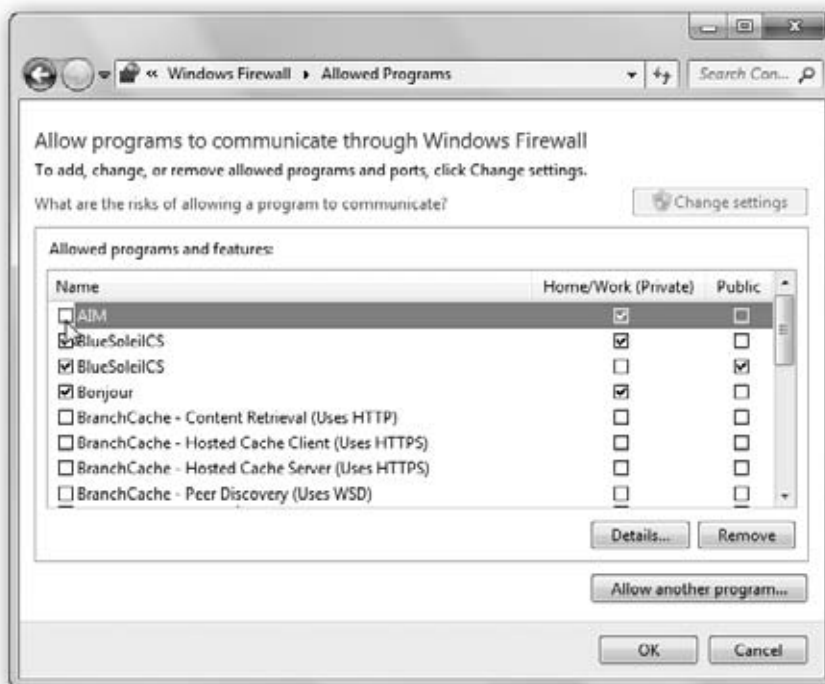 « Windows Firewall ▸ Allowed Programs Search Con...
Allow programs to communicate through Windows Firewall
To add, change, or remove allowed programs and ports, click Change settings.
What are the risks of allowing a program to communicate? Change settings
Allowed programs and features:
Name Home/Work (Private) Public
AIM
BlueSoleilCS
BlueSoleilCS
Bonjour
BranchCache - Content Retrieval (Uses HTTP)
BranchCache - Hosted Cache Client (Uses HTTPS)
BranchCache - Hosted Cache Server (Uses HTTPS)
BranchCache - Peer Discovery (Uses WSD)
Details... Remove
Allow another program...
OK Cancel